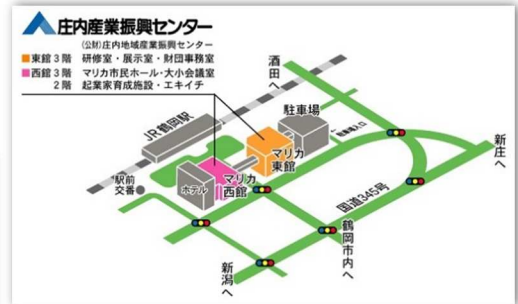 庄内産業振興センター
(公財)庄内地域産業振興センター
東館3階 研修室・展示室・財団事務室
西館3階 マリカ市民ホール・大小会議室
2階 起業家育成施設・エキイチ
酒田へ
JR鶴岡駅
駐車場
駐車場入口
マリカ東館
新庄へ
駅前交番
ホテル
マリカ西館
国道345号
鶴岡市内へ
新潟へ